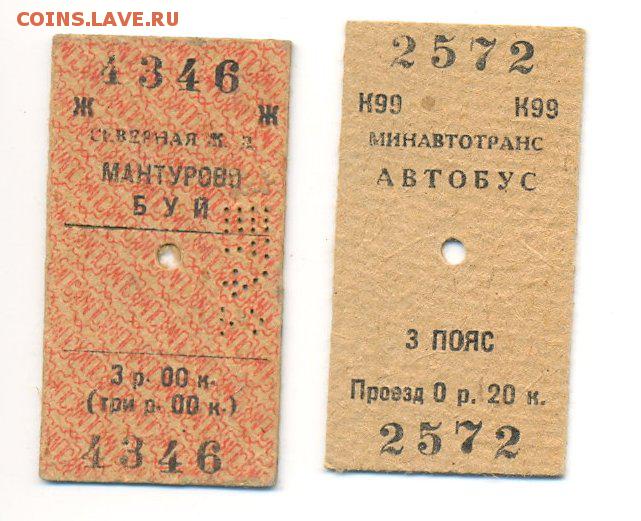 COINS.LAVE.RU
4346
Ж Ж
СЕВЕРНАЯ Ж. Д
МАНТУРОВО
БУЙ
3 р. 00 к.
(три р. 00 к.)
4346
2572
К99 К99
МИНАВТОТРАНС
АВТОБУС
3 ПОЯС
Проезд 0 р. 20 к.
2572